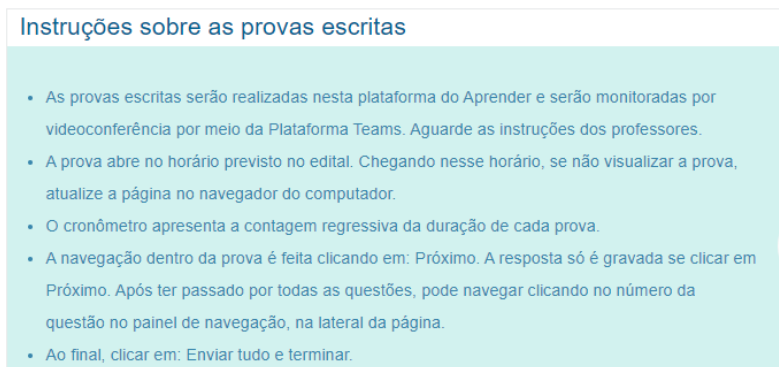 Instruções sobre as provas escritas
• As provas escritas serão realizadas nesta plataforma do Aprender e serão monitoradas por
videoconferência por meio da Plataforma Teams. Aguarde as instruções dos professores.
• A prova abre no horário previsto no edital. Chegando nesse horário, se não visualizar a prova,
atualize a página no navegador do computador.
• O cronômetro apresenta a contagem regressiva da duração de cada prova.
• A navegação dentro da prova é feita clicando em: Próximo. A resposta só é gravada se clicar em
Próximo. Após ter passado por todas as questões, pode navegar clicando no número da
questão no painel de navegação, na lateral da página.
• Ao final, clicar em: Enviar tudo e terminar.